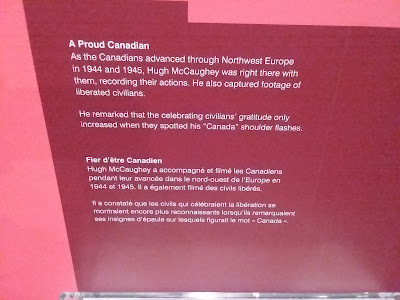 A Proud Canadian
As the Canadians advanced through Northwest Europe
in 1944 and 1945, Hugh McCaughey was right there with
them, recording their actions. He also captured footage of
liberated civilians.
He remarked that the celebrating civilians' gratitude only
increased when they spotted his "Canada" shoulder flashes.
Fier d'être Canadien
Hugh McCaughey a accompagné et filmé les Canadiens
pendant leur avancée dans le nord-ouest de l'Europe en
1944 et 1945. Il a également filmé des civils libérés.
Il a constaté que les civils qui célébraient la libération se
montraient encore plus reconnaissants lorsqu'ils remarquaient
ses insignes d'épaule sur lesquels figurait le mot « Canada ».